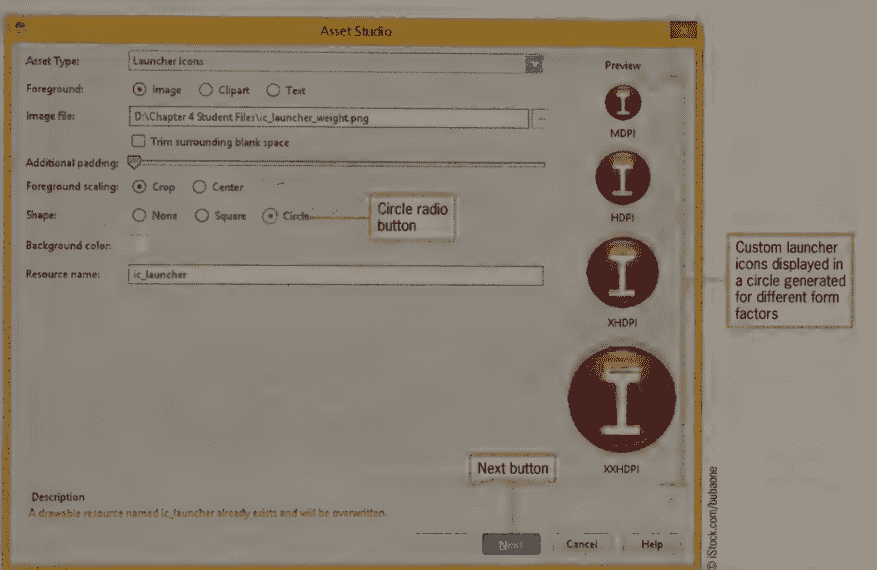 Asset Studio
Asset Type: Launcher Icons
Preview
Foreground: Image Clipart Text
Image file: D:\Chapter 4 Student Files\ic_launcher_weight.png ...
MDPI
Trim surrounding blank space
Additional padding:
Foreground scaling: Crop Center
Shape: None Square Circle
Circle radio
button
HDPI
Background color:
Resource name: ic_launcher
XHDPI
Custom launcher
icons displayed in
a circle generated
for different form
factors
XXHDPI
Next button
Description
A drawable resource named ic_launcher already exists and will be overwritten.
Next Cancel Help
© iStock.com/bubaone